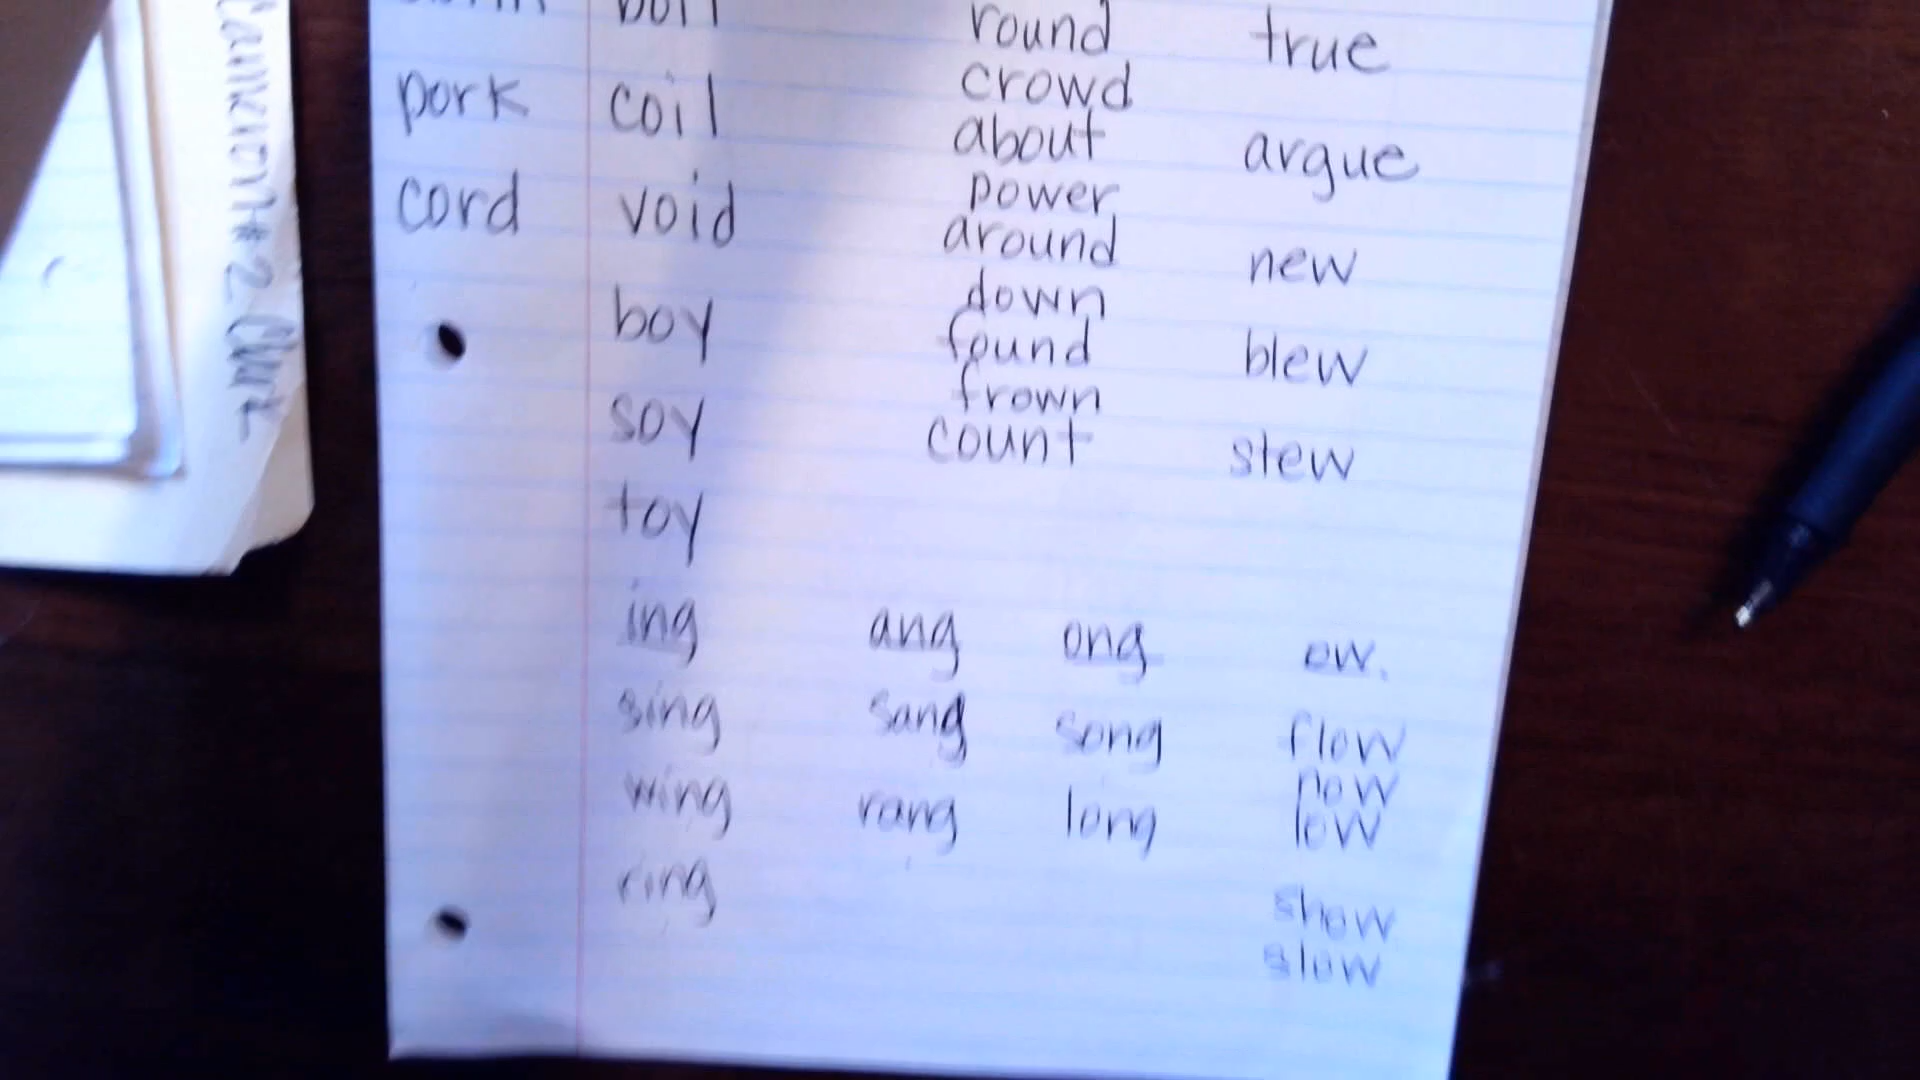 boil round true
crowd
pork coil about argue
power
cord void around new
down
boy found blew
frown
soy count stew
toy
ing ang ong ow.
sing sang song flow
now
wing rang long low
ring show
slow